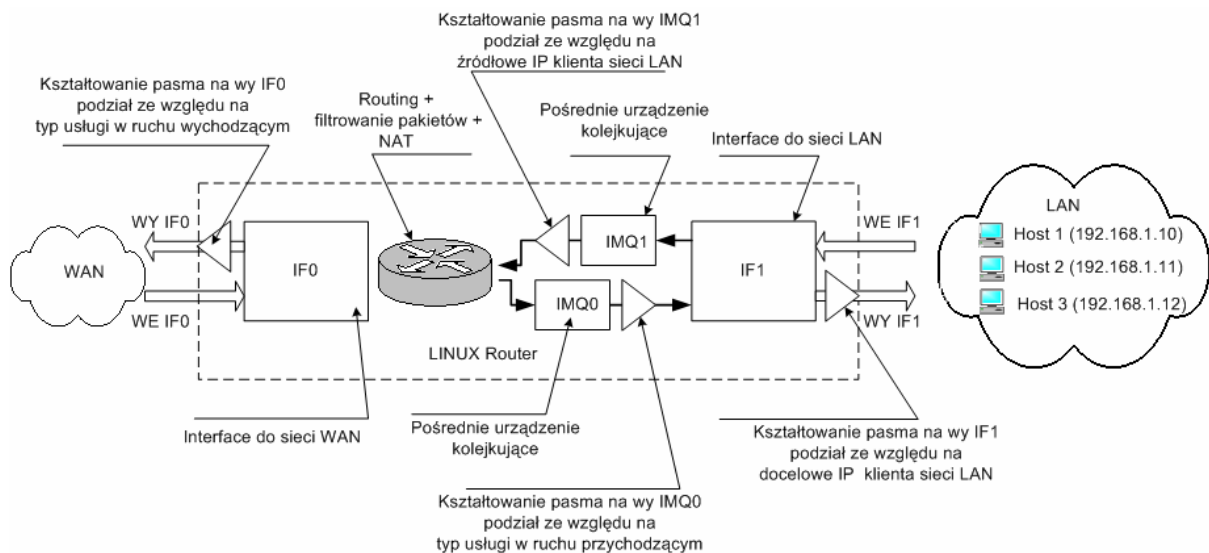 Kształtowanie pasma na wy IMQ1
podział ze względu na
źródłowe IP klienta sieci LAN
Kształtowanie pasma na wy IF0
podział ze względu na
typ usługi w ruchu wychodzącym
Routing +
filtrowanie pakietów +
NAT
Pośrednie urządzenie
kolejkujące
Interface do sieci LAN
WY IF0
WAN
WE IF0
IF0
IMQ1
IMQ0
IF1
WE IF1
WY IF1
LAN
Host 1 (192.168.1.10)
Host 2 (192.168.1.11)
Host 3 (192.168.1.12)
LINUX Router
Interface do sieci WAN
Pośrednie urządzenie
kolejkujące
Kształtowanie pasma na wy IF1
podział ze względu na
docelowe IP klienta sieci LAN
Kształtowanie pasma na wy IMQ0
podział ze względu na
typ usługi w ruchu przychodzącym